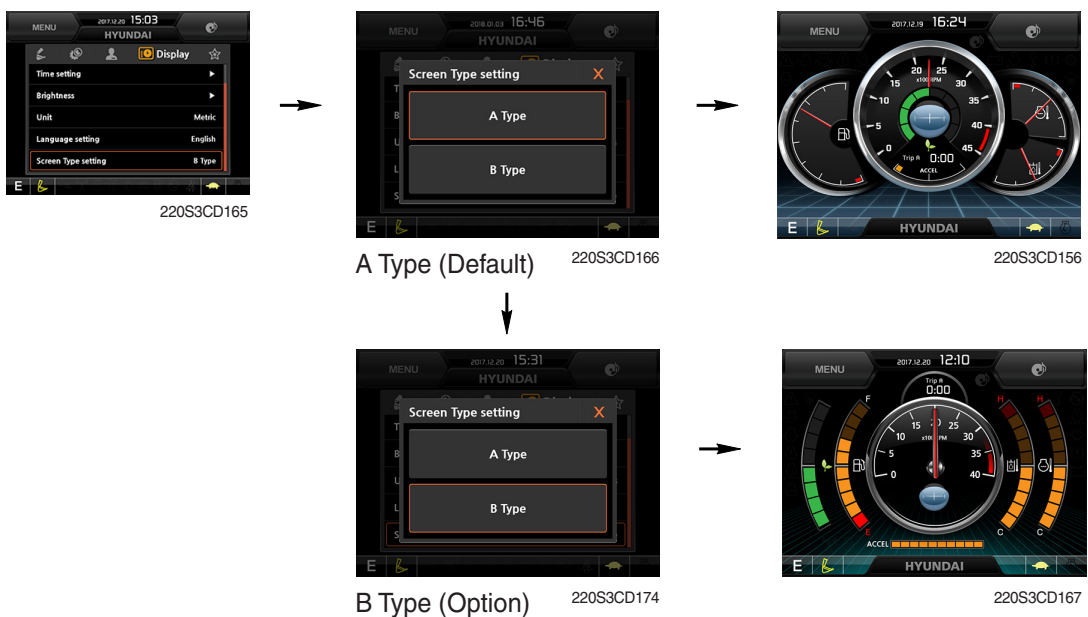 MENU
2017.12.20 15:03
HYUNDAI
Display
Time setting
Brightness
Unit Metric
Language setting English
Screen Type setting B Type
E
220S3CD165
MENU
2018.01.03 16:46
HYUNDAI
Screen Type setting X
A Type
B Type
E
A Type (Default) 220S3CD166
MENU
2017.12.19 16:24
0
5
10
15
20
25
30
35
40
45
x100 RPM
Trip A 0:00
ACCEL
E
HYUNDAI
220S3CD156
MENU
2017.12.20 15:31
HYUNDAI
Screen Type setting X
A Type
B Type
E
B Type (Option) 220S3CD174
MENU
2017.12.20 12:10
Trip A
0:00
F
H
H
0
5
10
15
20
25
30
35
40
E
C
C
ACCEL
E
HYUNDAI
220S3CD167